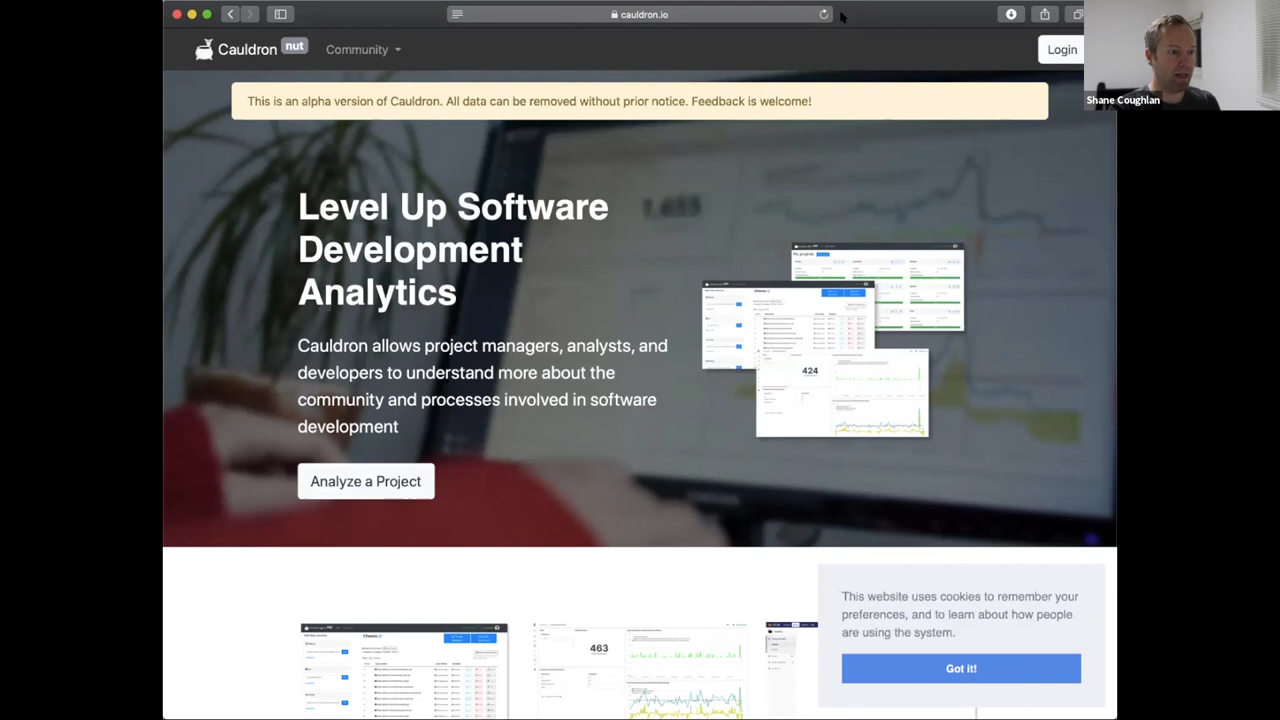 cauldron.io
Cauldron nut
Community
Login
Shane Coughlan
This is an alpha version of Cauldron. All data can be removed without prior notice. Feedback is welcome!
Level Up Software
Development
Analytics
1.655
424
Cauldron allows project managers, analysts, and
developers to understand more about the
community and processes involved in software
development
Analyze a Project
This website uses cookies to remember your
preferences, and to learn about how people
are using the system.
Got it!
463